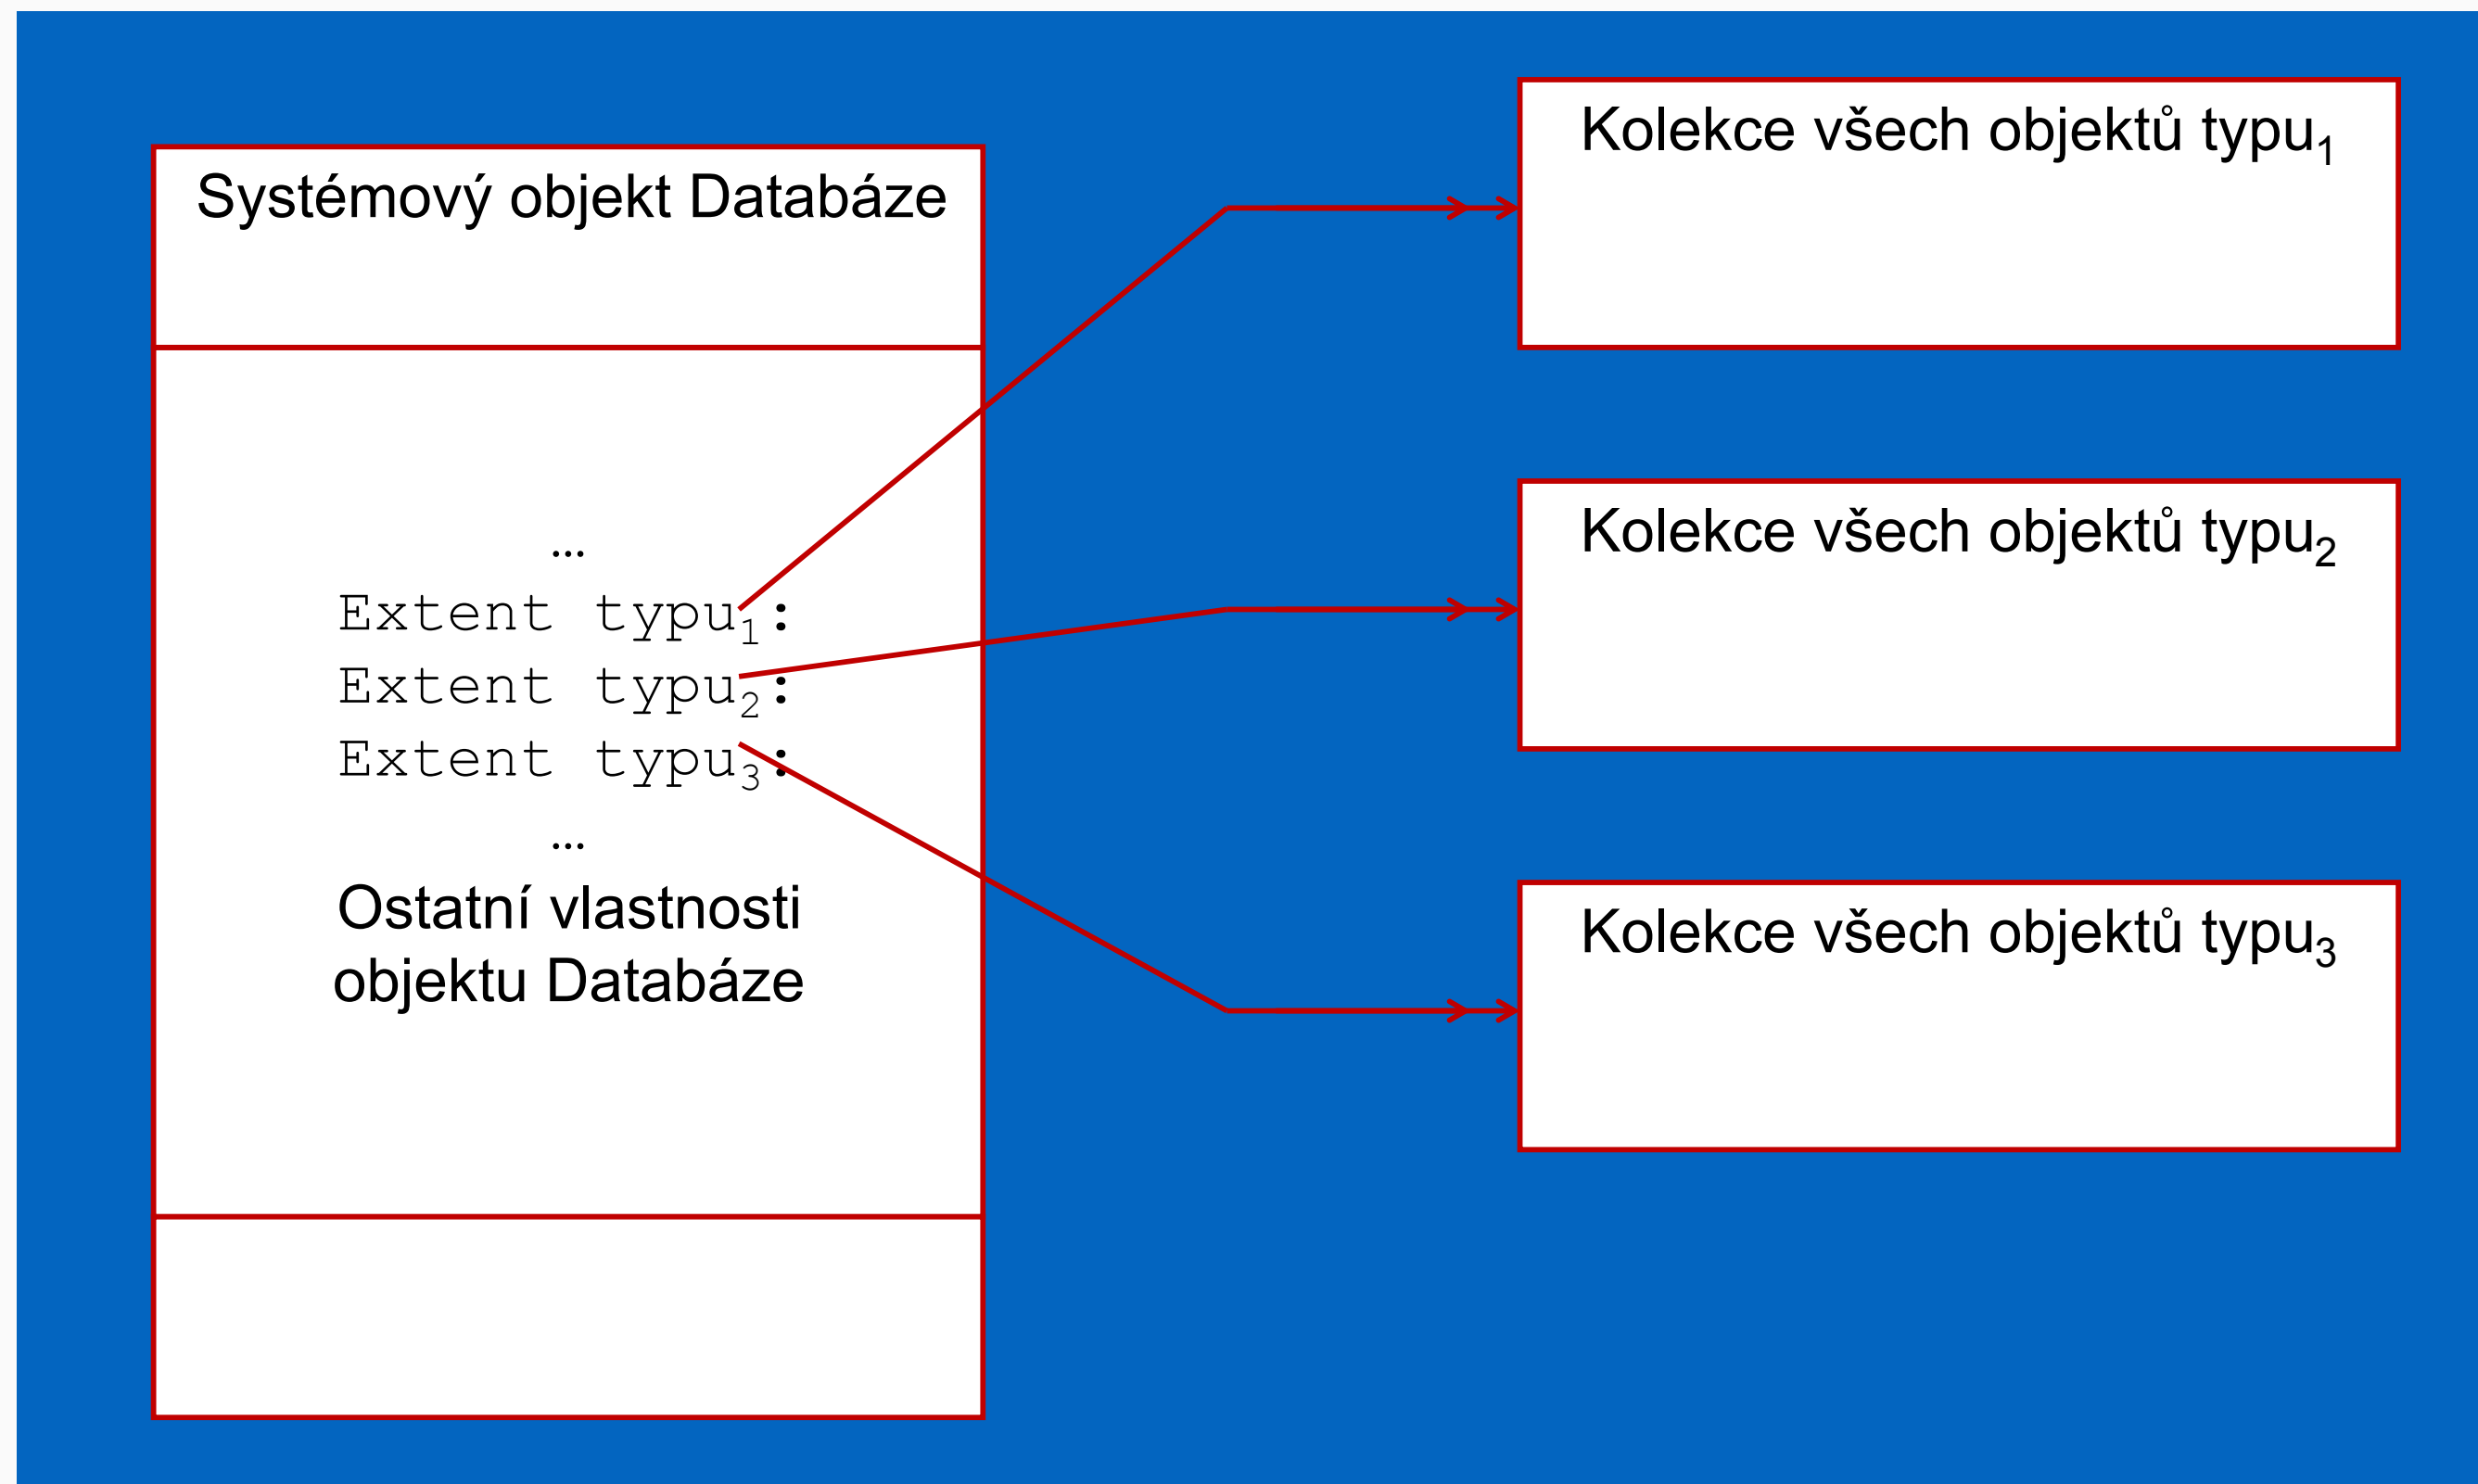 Systémový objekt Databáze
...
Extent typu₁:
Extent typu₂:
Extent typu₃:
...
Ostatní vlastnosti
objektu Databáze
Kolekce všech objektů typu₁
Kolekce všech objektů typu₂
Kolekce všech objektů typu₃